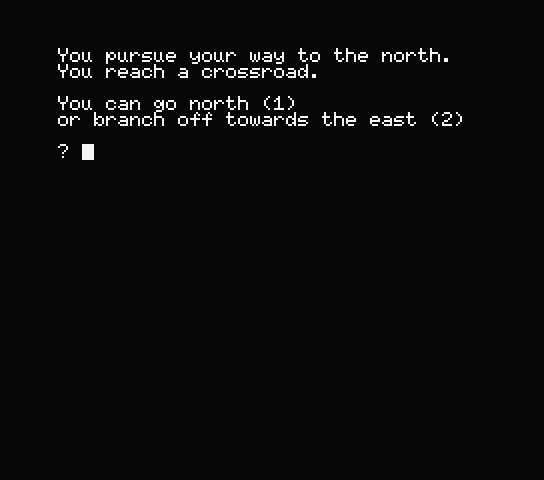 You pursue your way to the north.
You reach a crossroad.
You can go north (1)
or branch off towards the east (2)
?